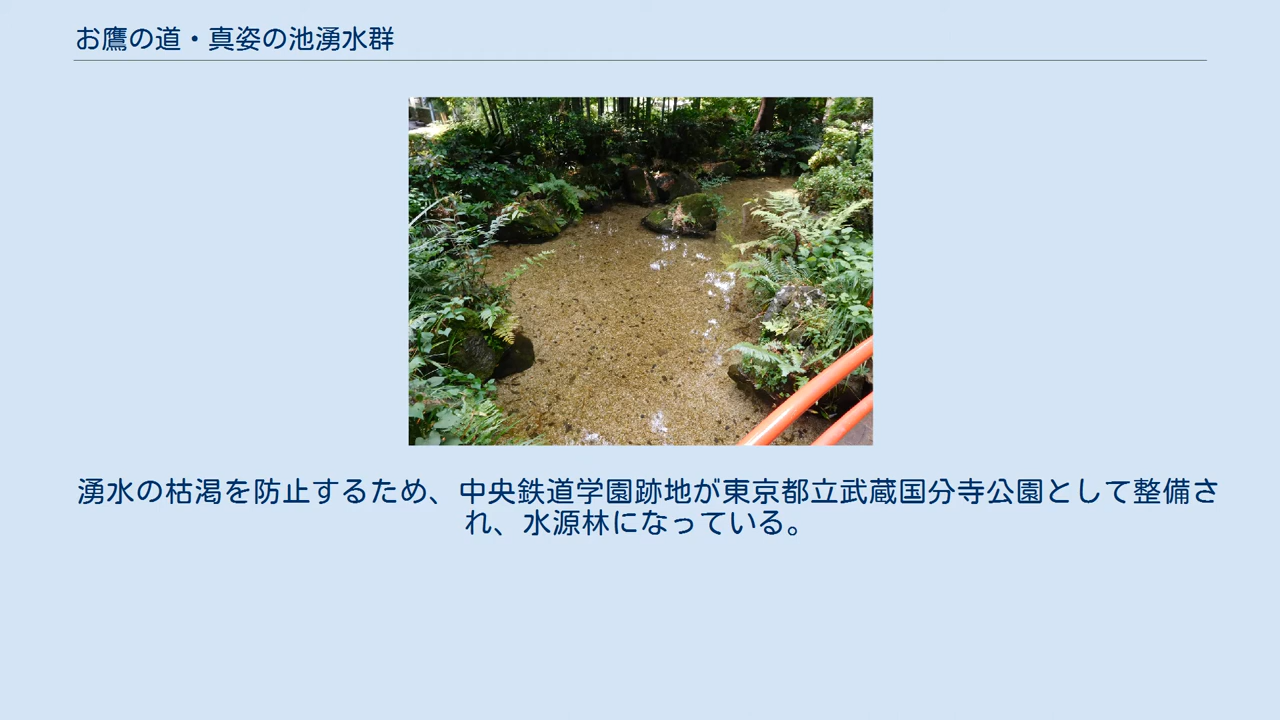 お鷹の道・真姿の池湧水群
湧水の枯渇を防止するため、中央鉄道学園跡地が東京都立武蔵国分寺公園として整備さ
れ、水源林になっている。